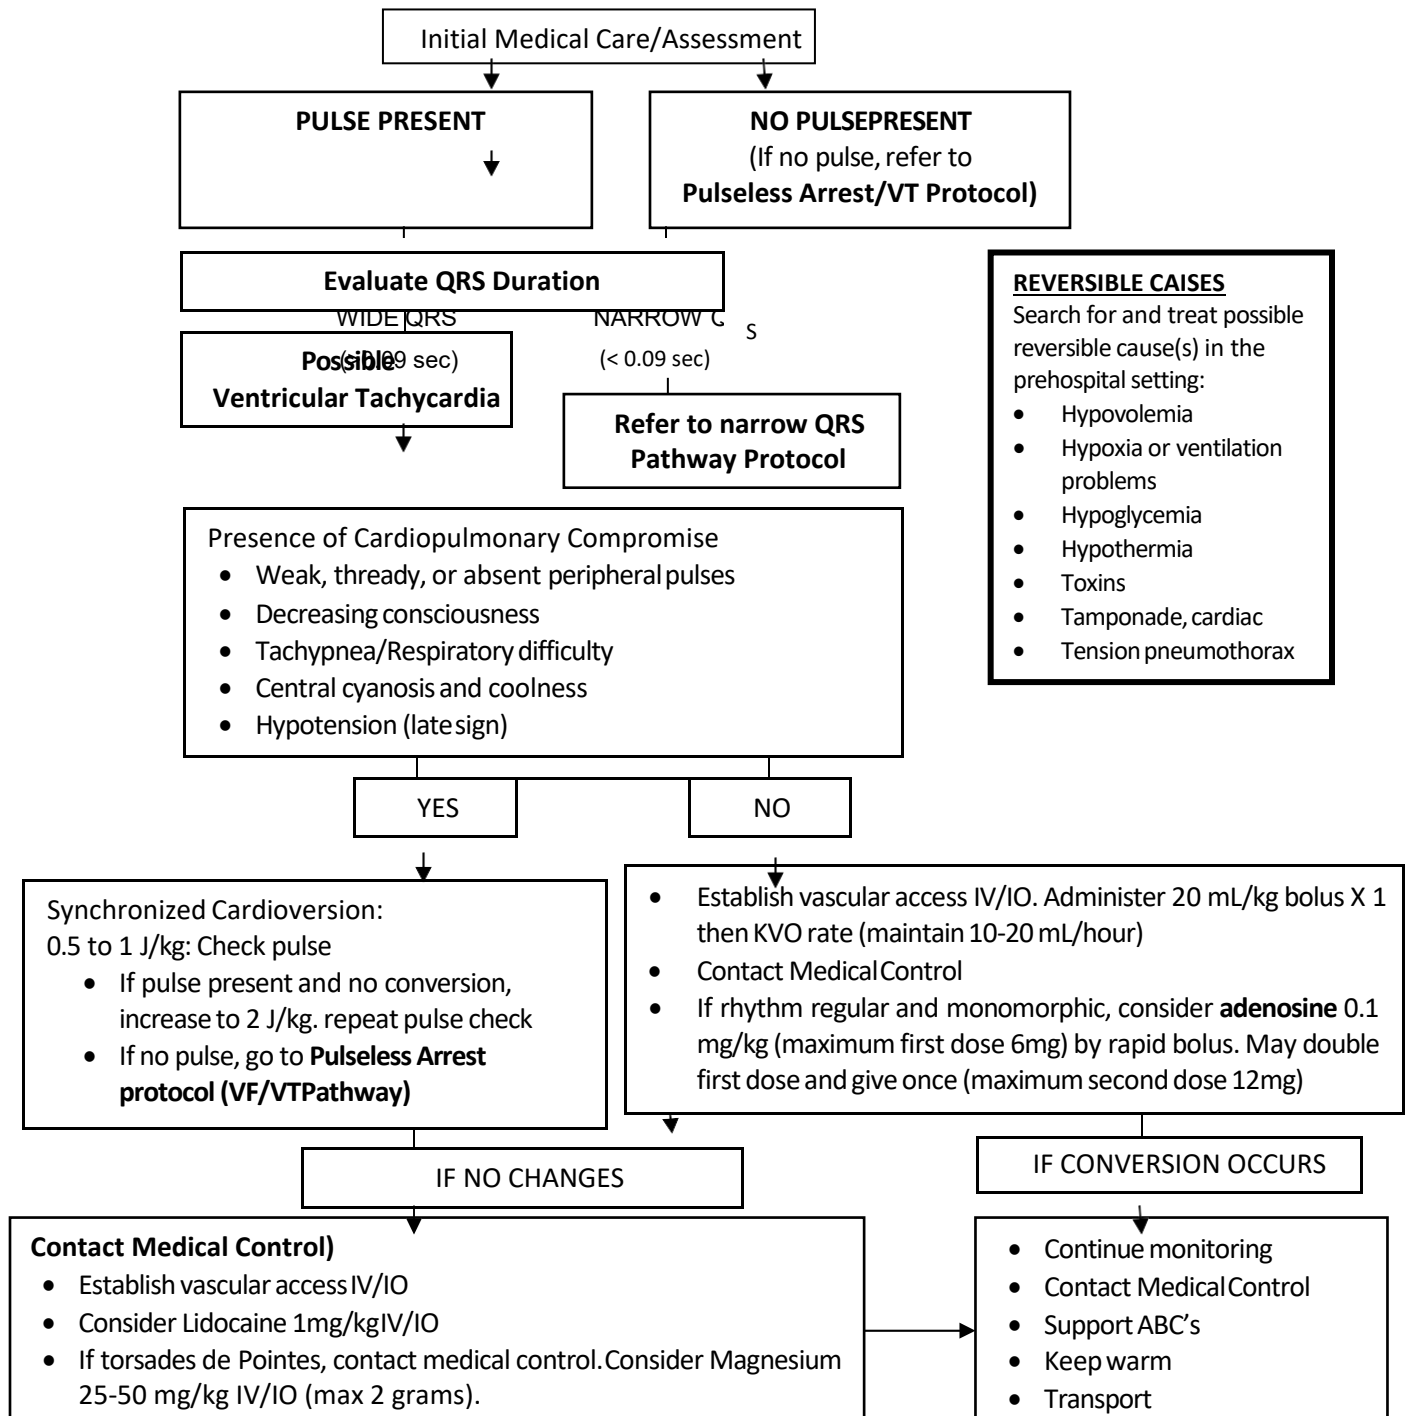 Initial Medical Care/Assessment
PULSE PRESENT
NO PULSEPRESENT
(If no pulse, refer to
Pulseless Arrest/VT Protocol)
Evaluate QRS Duration
WIDE QRS
(>0.09 sec)
NARROW Q S
(< 0.09 sec)
Possible
Ventricular Tachycardia
Refer to narrow QRS
Pathway Protocol
REVERSIBLE CAISES
Search for and treat possible
reversible cause(s) in the
prehospital setting:
• Hypovolemia
• Hypoxia or ventilation
problems
• Hypoglycemia
• Hypothermia
• Toxins
• Tamponade, cardiac
• Tension pneumothorax
Presence of Cardiopulmonary Compromise
• Weak, thready, or absent peripheral pulses
• Decreasing consciousness
• Tachypnea/Respiratory difficulty
• Central cyanosis and coolness
• Hypotension (late sign)
YES
NO
Synchronized Cardioversion:
0.5 to 1 J/kg: Check pulse
• If pulse present and no conversion,
increase to 2 J/kg. repeat pulse check
• If no pulse, go to Pulseless Arrest
protocol (VF/VTPathway)
• Establish vascular access IV/IO. Administer 20 mL/kg bolus X 1
then KVO rate (maintain 10-20 mL/hour)
• Contact Medical Control
• If rhythm regular and monomorphic, consider adenosine 0.1
mg/kg (maximum first dose 6mg) by rapid bolus. May double
first dose and give once (maximum second dose 12mg)
IF NO CHANGES
IF CONVERSION OCCURS
Contact Medical Control)
• Establish vascular access IV/IO
• Consider Lidocaine 1mg/kgIV/IO
• If torsades de Pointes, contact medical control.Consider Magnesium
25-50 mg/kg IV/IO (max 2 grams).
• Continue monitoring
• Contact Medical Control
• Support ABC's
• Keep warm
• Transport